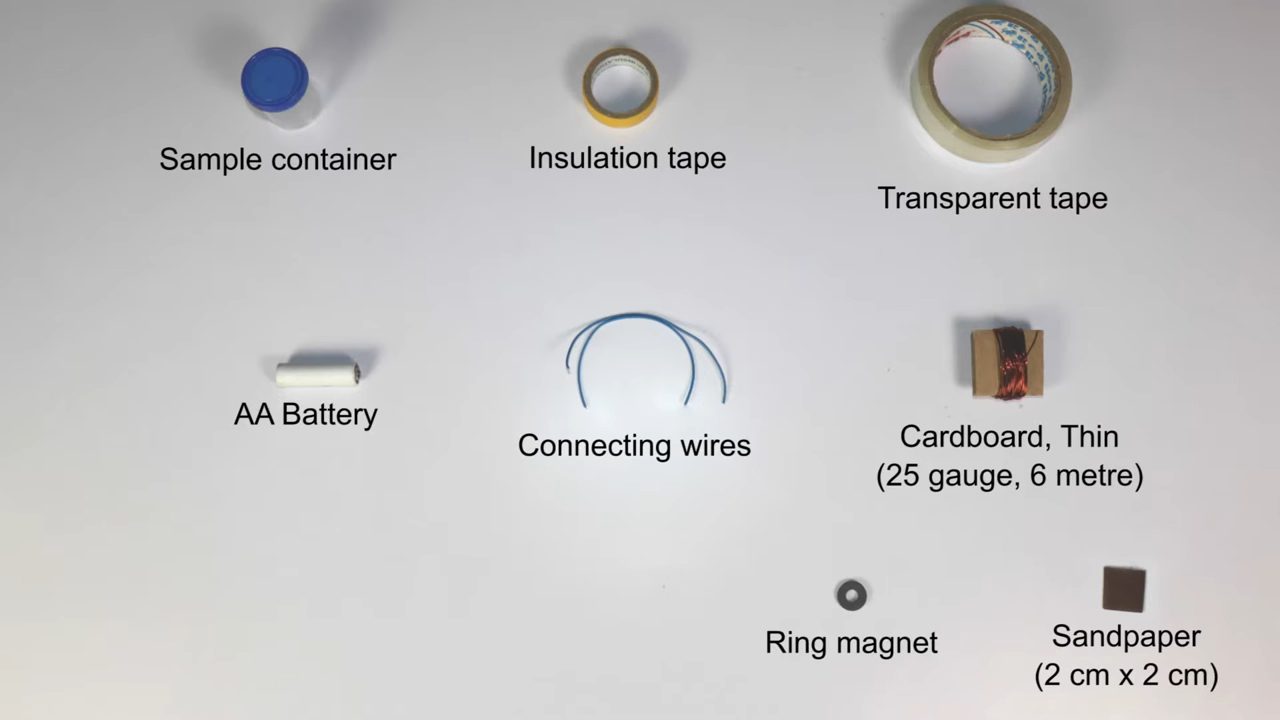 Sample container
Insulation tape
Transparent tape
AA Battery
Connecting wires
Cardboard, Thin
(25 gauge, 6 metre)
Ring magnet
Sandpaper
(2 cm x 2 cm)